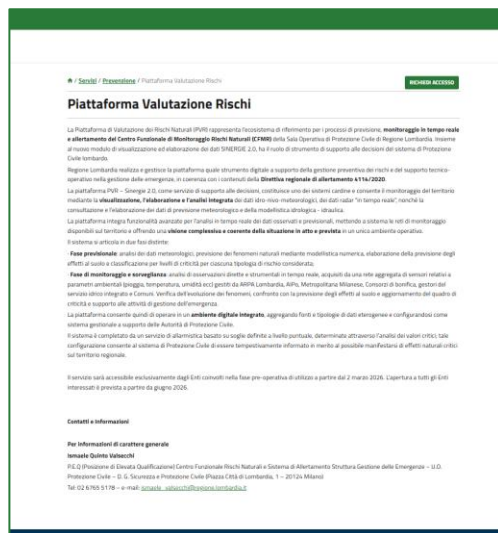 / Servizi / Prevenzione / Piattaforma Valutazione Rischi
RICHIEDI ACCESSO
Piattaforma Valutazione Rischi
La Piattaforma di Valutazione dei Rischi Naturali (PVR) rappresenta l'ecosistema di riferimento per i processi di previsione, monitoraggio in tempo reale
e allertamento del Centro Funzionale di Monitoraggio Rischi Naturali (CFMR) della Sala Operativa di Protezione Civile di Regione Lombardia. Insieme
al nuovo modulo di visualizzazione ed elaborazione dei dati SINERGIE 2.0, ha il ruolo di strumento di supporto alle decisioni del sistema di Protezione
Civile lombardo.
Regione Lombardia realizza e gestisce la piattaforma quale strumento digitale a supporto della gestione preventiva dei rischi e del supporto tecnico-
operativo nella gestione delle emergenze, in coerenza con i contenuti della Direttiva regionale di allertamento 4114/2020.
La piattaforma PVR – Sinergie 2.0, come servizio di supporto alle decisioni, costituisce uno dei sistemi cardine e consente il monitoraggio del territorio
mediante la visualizzazione, l'elaborazione e l'analisi integrata dei dati idro-nivo-meteorologici, dei dati radar "in tempo reale", nonché la
consultazione e l'elaborazione dei dati di previsione meteorologico e della modellistica idrologica - idraulica.
La piattaforma integra funzionalità avanzate per l'analisi in tempo reale dei dati osservati e previsionali, mettendo a sistema le reti di monitoraggio
disponibili sul territorio e offrendo una visione complessiva e coerente della situazione in atto e prevista in un unico ambiente operativo.
Il sistema si articola in due fasi distinte:
· Fase previsionale: analisi dei dati meteorologici, previsione dei fenomeni naturali mediante modellistica numerica, elaborazione della previsione degli
effetti al suolo e classificazione per livelli di criticità per ciascuna tipologia di rischio considerata;
· Fase di monitoraggio e sorveglianza: analisi di osservazioni dirette e strumentali in tempo reale, acquisiti da una rete aggregata di sensori relativi a
parametri ambientali (pioggia, temperatura, umidità ecc) gestiti da ARPA Lombardia, AIPo, Metropolitana Milanese, Consorzi di bonifica, gestori del
servizio idrico integrato e Comuni. Verifica dell'evoluzione dei fenomeni, confronto con la previsione degli effetti al suolo e aggiornamento del quadro di
criticità e supporto alle attività di gestione dell'emergenza.
La piattaforma consente quindi di operare in un ambiente digitale integrato, aggregando fonti e tipologie di dati eterogenee e configurandosi come
sistema gestionale a supporto delle Autorità di Protezione Civile.
Il sistema è completato da un servizio di allarmistica basato su soglie definite a livello puntuale, determinate attraverso l'analisi dei valori critici; tale
configurazione consente al sistema di Protezione Civile di essere tempestivamente informato in merito al possibile manifestarsi di effetti naturali critici
sul territorio regionale.
Il servizio sarà accessibile esclusivamente dagli Enti coinvolti nella fase pre-operativa di utilizzo a partire dal 2 marzo 2026. L'apertura a tutti gli Enti
interessati è prevista a partire da giugno 2026.
Contatti e Informazioni
Per informazioni di carattere generale
Ismaele Quinto Valsecchi
P.E.Q (Posizione di Elevata Qualificazione) Centro Funzionale Rischi Naturali e Sistema di Allertamento Struttura Gestione delle Emergenze – U.O.
Protezione Civile – D. G. Sicurezza e Protezione Civile (Piazza Città di Lombardia, 1 – 20124 Milano)
Tel: 02 6765 5178 – e-mail: ismaele_valsecchi@regione.lombardia.it